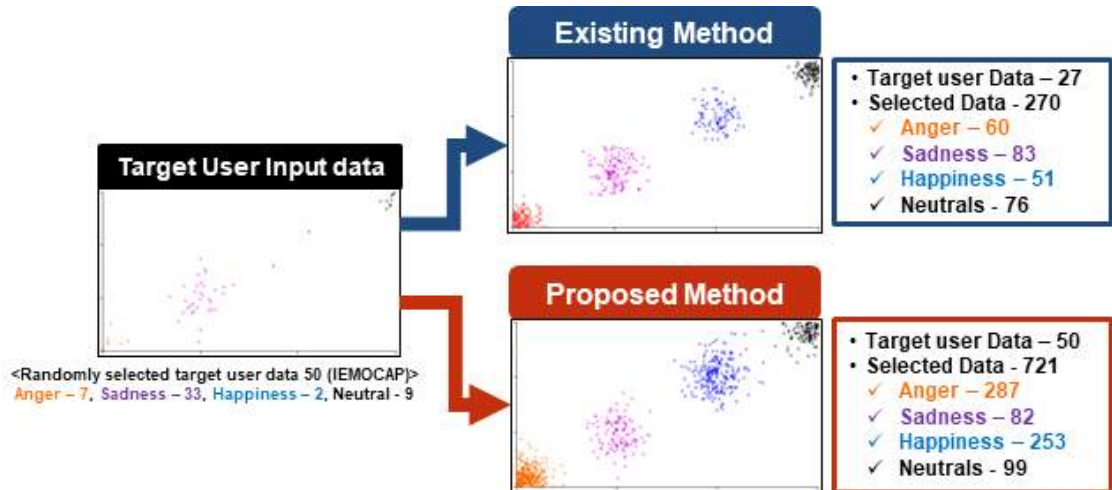 Target User Input data
<Randomly selected target user data 50 (IEMOCAP)>
Anger – 7, Sadness – 33, Happiness – 2, Neutral - 9
Existing Method
• Target user Data – 27
• Selected Data - 270
✓ Anger – 60
✓ Sadness – 83
✓ Happiness – 51
✓ Neutrals - 76
Proposed Method
• Target user Data – 50
• Selected Data - 721
✓ Anger – 287
✓ Sadness – 82
✓ Happiness – 253
✓ Neutrals - 99